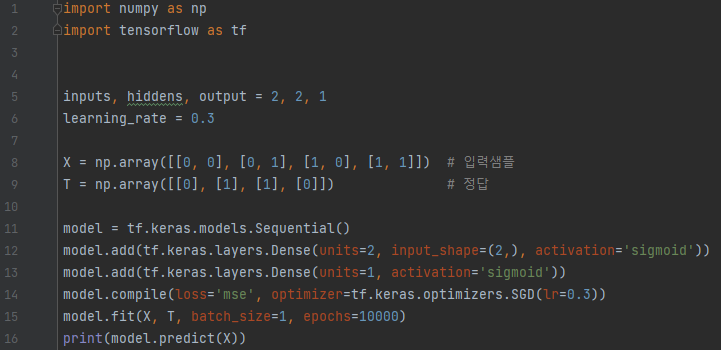 1 import numpy as np
2 import tensorflow as tf
3
4
5 inputs, hiddens, output = 2, 2, 1
6 learning_rate = 0.3
7
8 X = np.array([[0, 0], [0, 1], [1, 0], [1, 1]])  # 입력샘플
9 T = np.array([[0], [1], [1], [0]])              # 정답
10
11 model = tf.keras.models.Sequential()
12 model.add(tf.keras.layers.Dense(units=2, input_shape=(2,), activation='sigmoid'))
13 model.add(tf.keras.layers.Dense(units=1, activation='sigmoid'))
14 model.compile(loss='mse', optimizer=tf.keras.optimizers.SGD(lr=0.3))
15 model.fit(X, T, batch_size=1, epochs=10000)
16 print(model.predict(X))